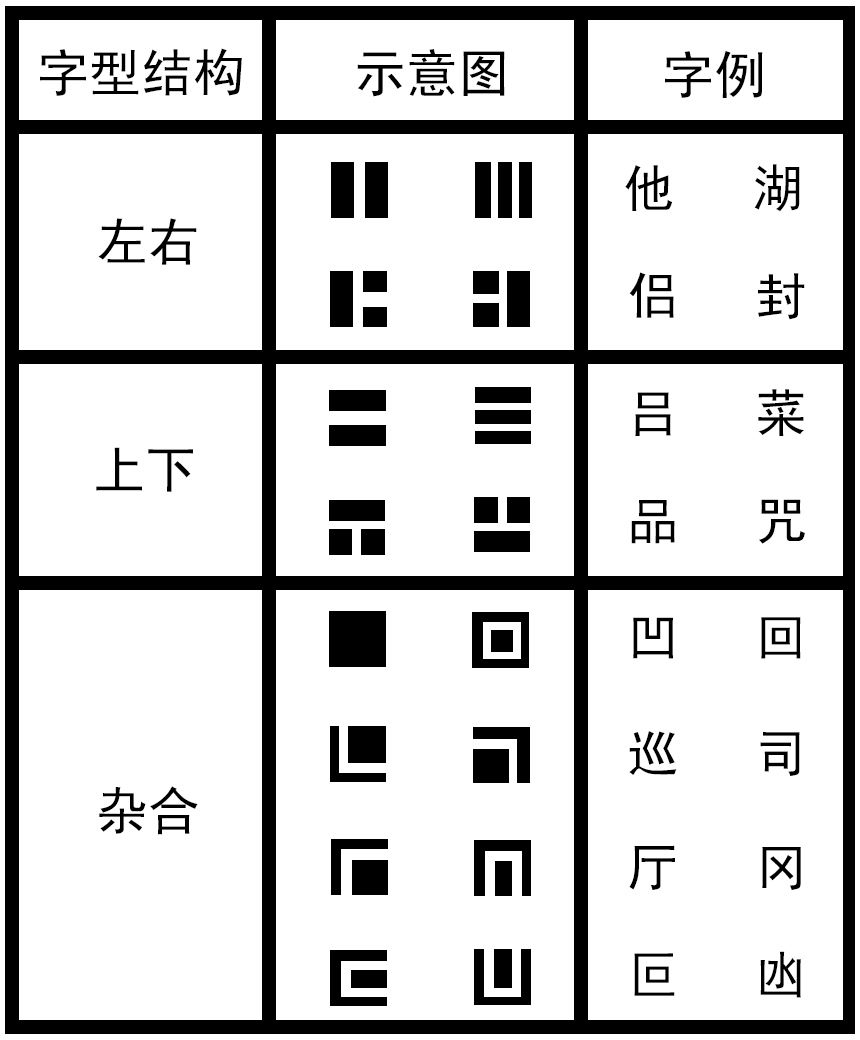 字型结构 示意图 字例
左右
他 湖
侣 封
上下
吕 菜
品 咒
杂合
凹 回
巡 司
厅 冈
叵 凼